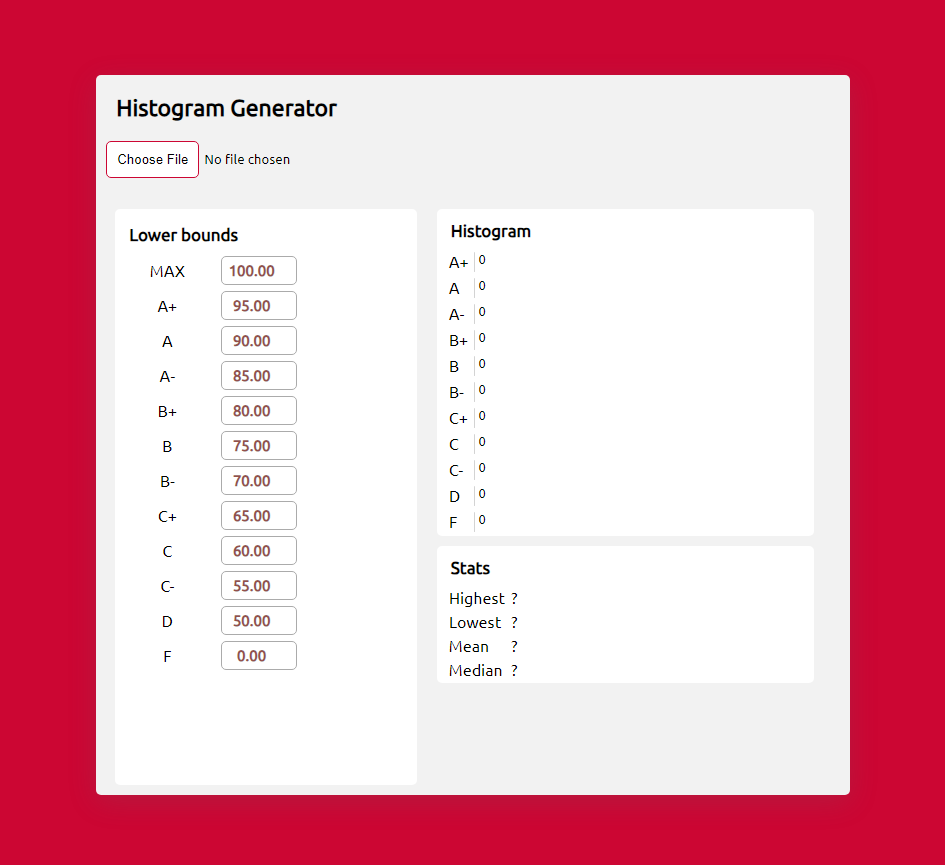 Histogram Generator
Choose File No file chosen
Lower bounds
MAX 100.00
A+ 95.00
A 90.00
A- 85.00
B+ 80.00
B 75.00
B- 70.00
C+ 65.00
C 60.00
C- 55.00
D 50.00
F 0.00
Histogram
A+ 0
A 0
A- 0
B+ 0
B 0
B- 0
C+ 0
C 0
C- 0
D 0
F 0
Stats
Highest ?
Lowest ?
Mean ?
Median ?